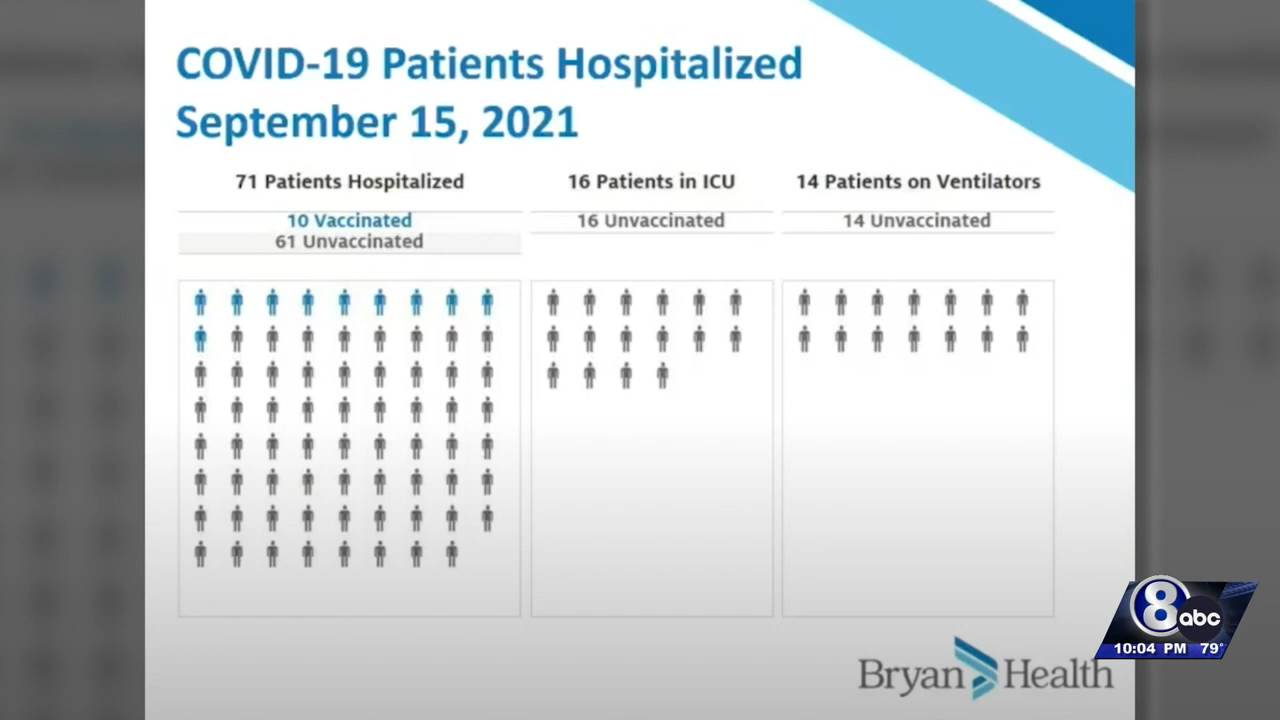 COVID-19 Patients Hospitalized
September 15, 2021
71 Patients Hospitalized
10 Vaccinated
61 Unvaccinated
16 Patients in ICU
16 Unvaccinated
14 Patients on Ventilators
14 Unvaccinated
8 abc
10:04 PM 79°
Bryan Health